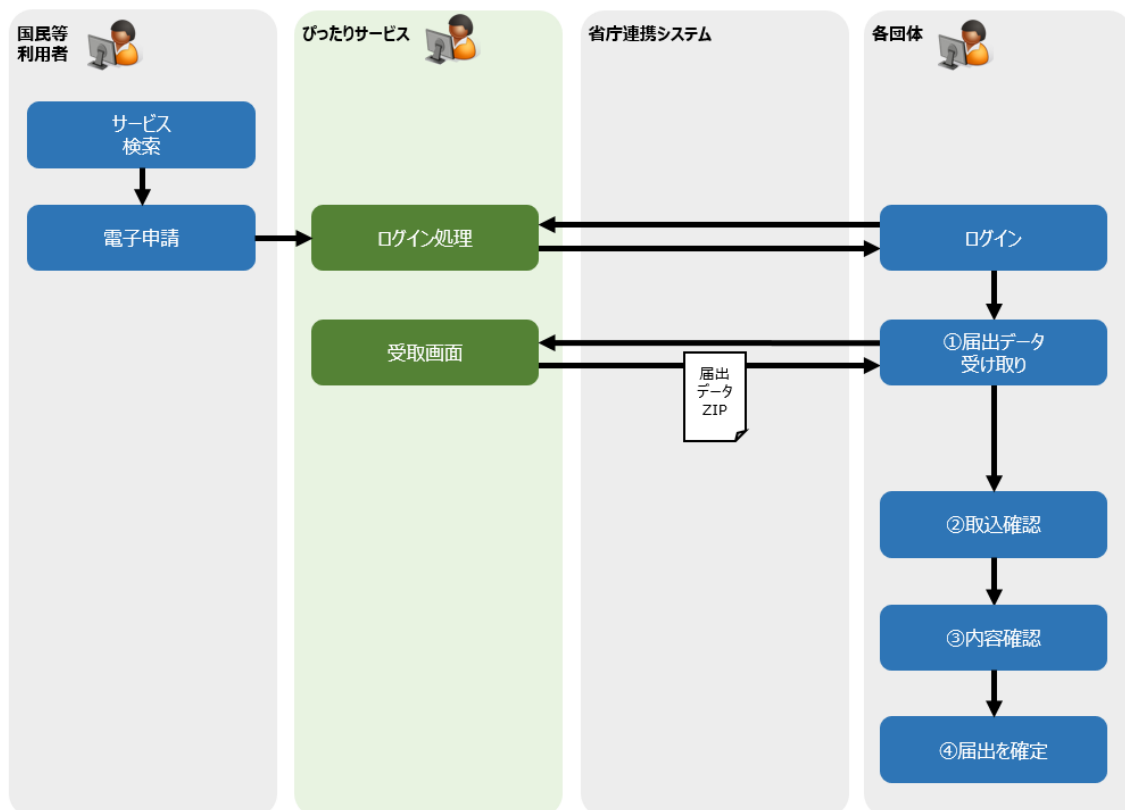 国民等
利用者
ぴったりサービス
省庁連携システム
各団体
サービス
検索
電子申請
ログイン処理
ログイン
受取画面
①届出データ
受け取り
届出
データ
ZIP
②取込確認
③内容確認
④届出を確定